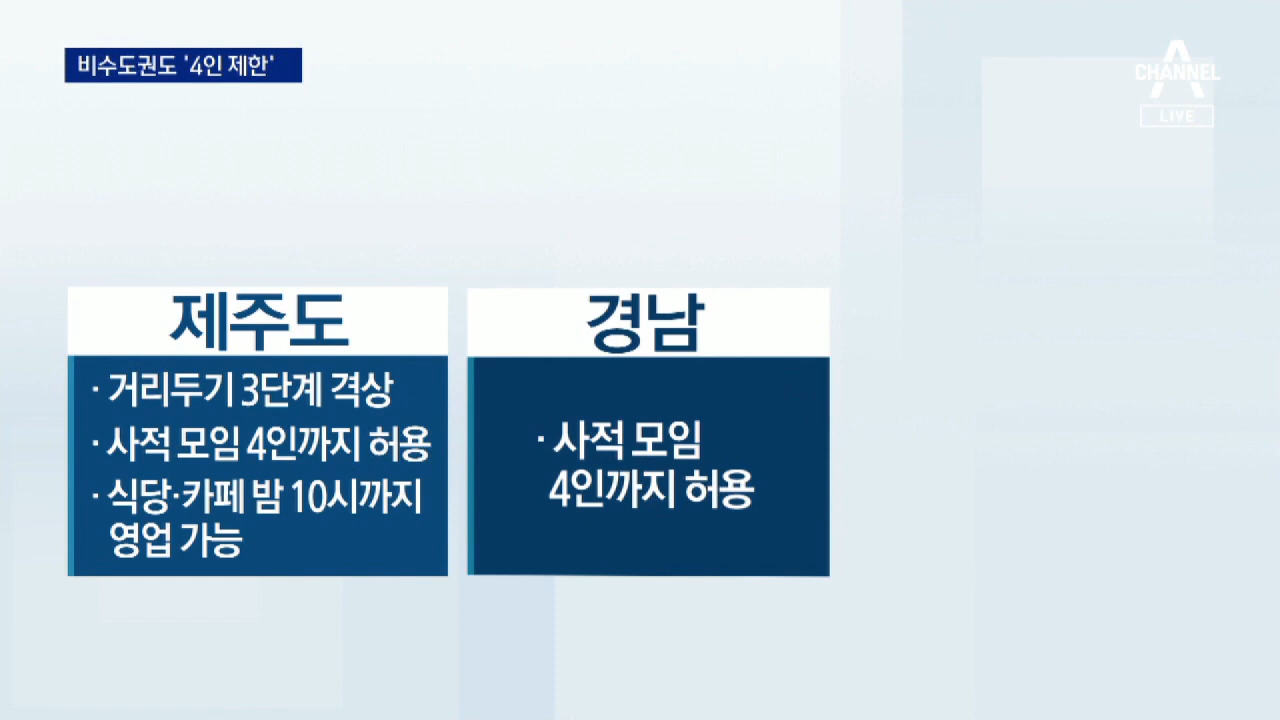 비수도권도 '4인 제한'
CHANNEL A
LIVE
제주도
· 거리두기 3단계 격상
· 사적 모임 4인까지 허용
· 식당·카페 밤 10시까지
영업 가능
경남
· 사적 모임
4인까지 허용